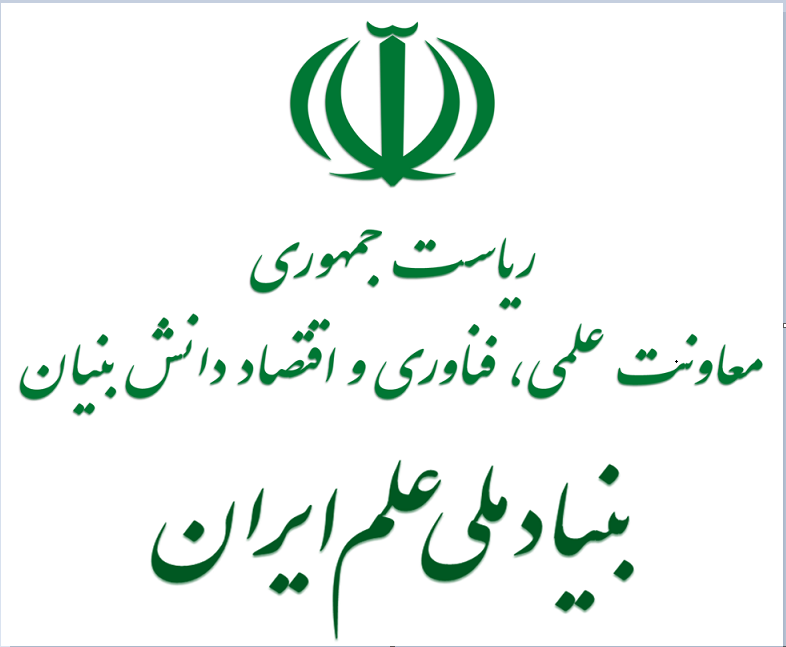 ریاست جمهوری
معاونت علمی، فناوری و اقتصاد دانش بنیان
بنیاد ملی علم ایران